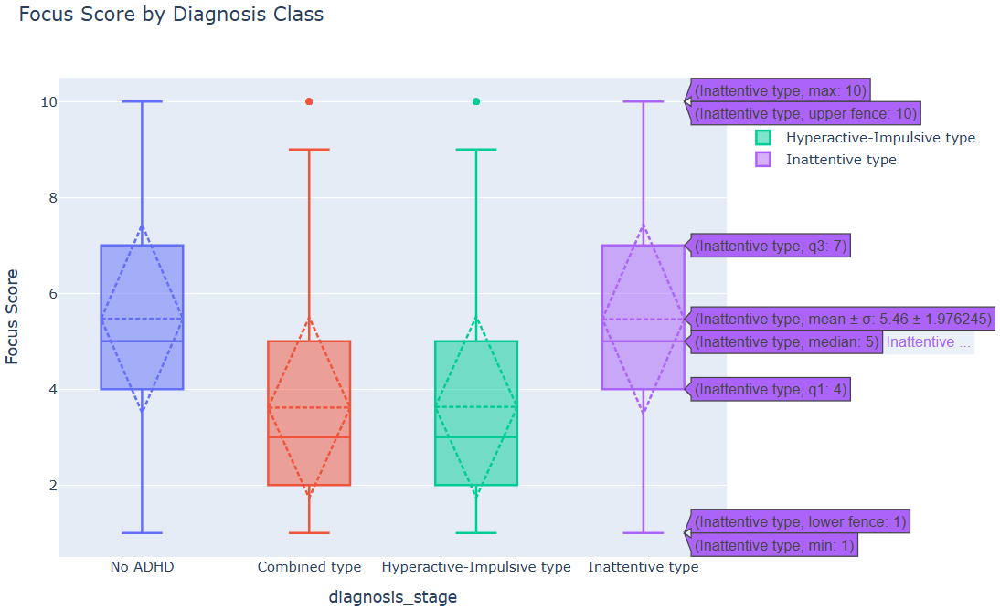 Focus Score by Diagnosis Class
(Inattentive type, max: 10)
(Inattentive type, upper fence: 10)
Hyperactive-Impulsive type
Inattentive type
(Inattentive type, q3: 7)
(Inattentive type, mean ± σ: 5.46 ± 1.976245)
(Inattentive type, median: 5) Inattentive ...
(Inattentive type, q1: 4)
(Inattentive type, lower fence: 1)
(Inattentive type, min: 1)
Focus Score
10
8
6
4
2
No ADHD
Combined type
Hyperactive-Impulsive type
Inattentive type
diagnosis_stage